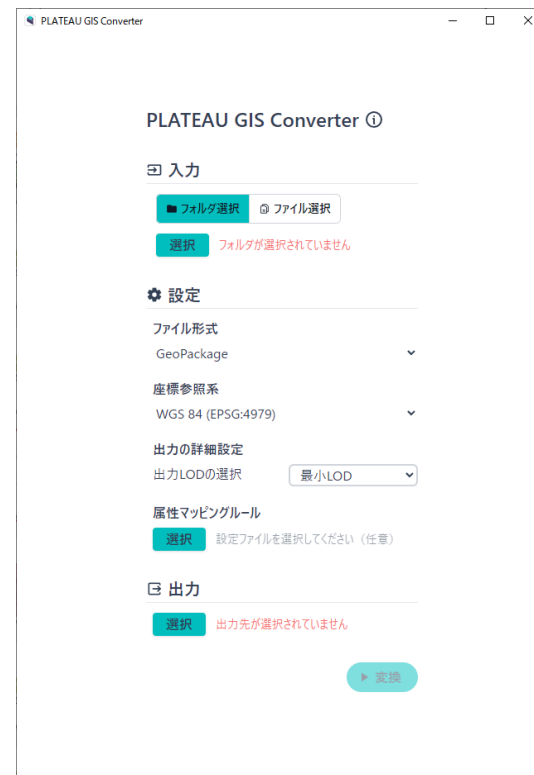 PLATEAU GIS Converter
PLATEAU GIS Converter
入力
フォルダ選択 ファイル選択
選択 フォルダが選択されていません
設定
ファイル形式
GeoPackage
座標参照系
WGS 84 (EPSG:4979)
出力の詳細設定
出力LODの選択 最小LOD
属性マッピングルール
選択 設定ファイルを選択してください（任意）
出力
選択 出力先が選択されていません
変換